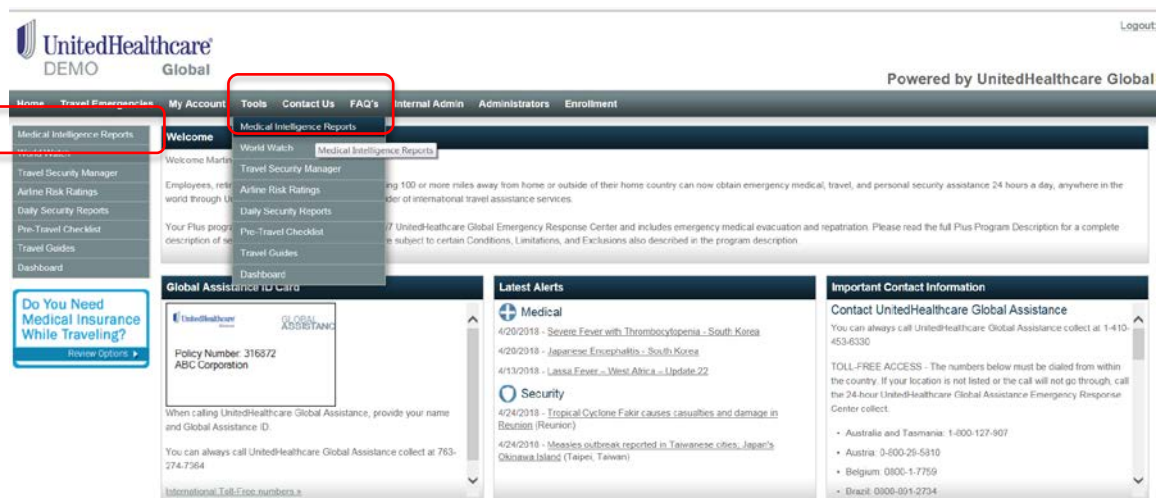 Logout
UnitedHealthcare®
DEMO Global
Powered by UnitedHealthcare Global
Home Travel Emergencies My Account Tools Contact Us FAQ's Internal Admin Administrators Enrollment
Medical Intelligence Reports
World Watch
Travel Security Manager
Airline Risk Ratings
Daily Security Reports
Pre-Travel Checklist
Travel Guides
Dashboard
Do You Need
Medical Insurance
While Traveling?
Review Options
Medical Intelligence Reports
World Watch
Medical Intelligence Reports
Travel Security Manager
Airline Risk Ratings
Daily Security Reports
Pre-Travel Checklist
Travel Guides
Dashboard
Welcome
Welcome Martin
Employees, ing 100 or more miles away from home or outside of their home country can now obtain emergency medical, travel, and personal security assistance 24 hours a day, anywhere in the
world through der of international travel assistance services.
Your Plus /7 UnitedHealthcare Global Emergency Response Center and includes emergency medical evacuation and repatriation. Please read the full Plus Program Description for a complete
description of subject to certain Conditions, Limitations, and Exclusions also described in the program description
Global Assistance ID Card
UnitedHealthcare
GLOBAL
ASSISTANC
Policy Number: 316872
ABC Corporation
When calling UnitedHealthcare Global Assistance, provide your name
and Global Assistance ID.
You can always call UnitedHealthcare Global Assistance collect at 763-
274-7364
International Toll-Free numbers »
Latest Alerts
Medical
4/20/2018 - Severe Fever with Thrombocytopenia - South Korea
4/20/2018 - Japanese Encephalitis - South Korea
4/13/2018 - Lassa Fever – West Africa – Update 22
Security
4/24/2018 - Tropical Cyclone Fakir causes casualties and damage in
Reunion (Reunion)
4/24/2018 - Measles outbreak reported in Taiwanese cities; Japan's
Okinawa Island (Taipei, Taiwan)
Important Contact Information
Contact UnitedHealthcare Global Assistance
You can always call UnitedHealthcare Global Assistance collect at 1-410-
453-6330
TOLL-FREE ACCESS - The numbers below must be dialed from within
the country. If your location is not listed or the call will not go through, call
the 24-hour UnitedHealthcare Global Assistance Emergency Response
Center collect.
• Australia and Tasmania: 1-800-127-907
• Austria: 0-800-29-5810
• Belgium: 0800-1-7759
• Brazil: 0800-891-2734